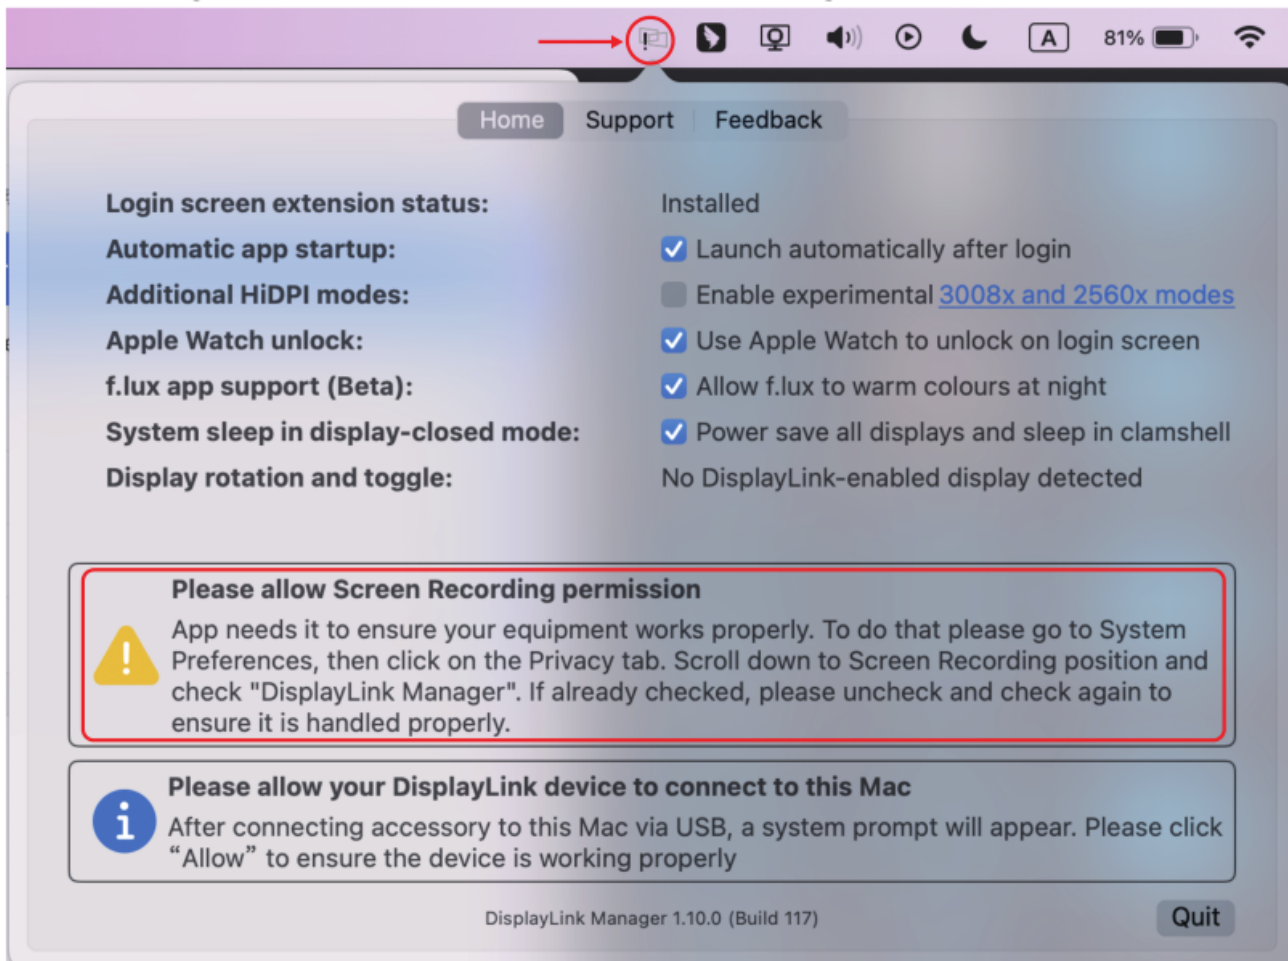 A
81%
Home
Support
Feedback
Login screen extension status:
Installed
Automatic app startup:
Launch automatically after login
Additional HiDPI modes:
Enable experimental 3008x and 2560x modes
Apple Watch unlock:
Use Apple Watch to unlock on login screen
f.lux app support (Beta):
Allow f.lux to warm colours at night
System sleep in display-closed mode:
Power save all displays and sleep in clamshell
Display rotation and toggle:
No DisplayLink-enabled display detected
Please allow Screen Recording permission
App needs it to ensure your equipment works properly. To do that please go to System
Preferences, then click on the Privacy tab. Scroll down to Screen Recording position and
check "DisplayLink Manager". If already checked, please uncheck and check again to
ensure it is handled properly.
Please allow your DisplayLink device to connect to this Mac
After connecting accessory to this Mac via USB, a system prompt will appear. Please click
“Allow” to ensure the device is working properly
DisplayLink Manager 1.10.0 (Build 117)
Quit